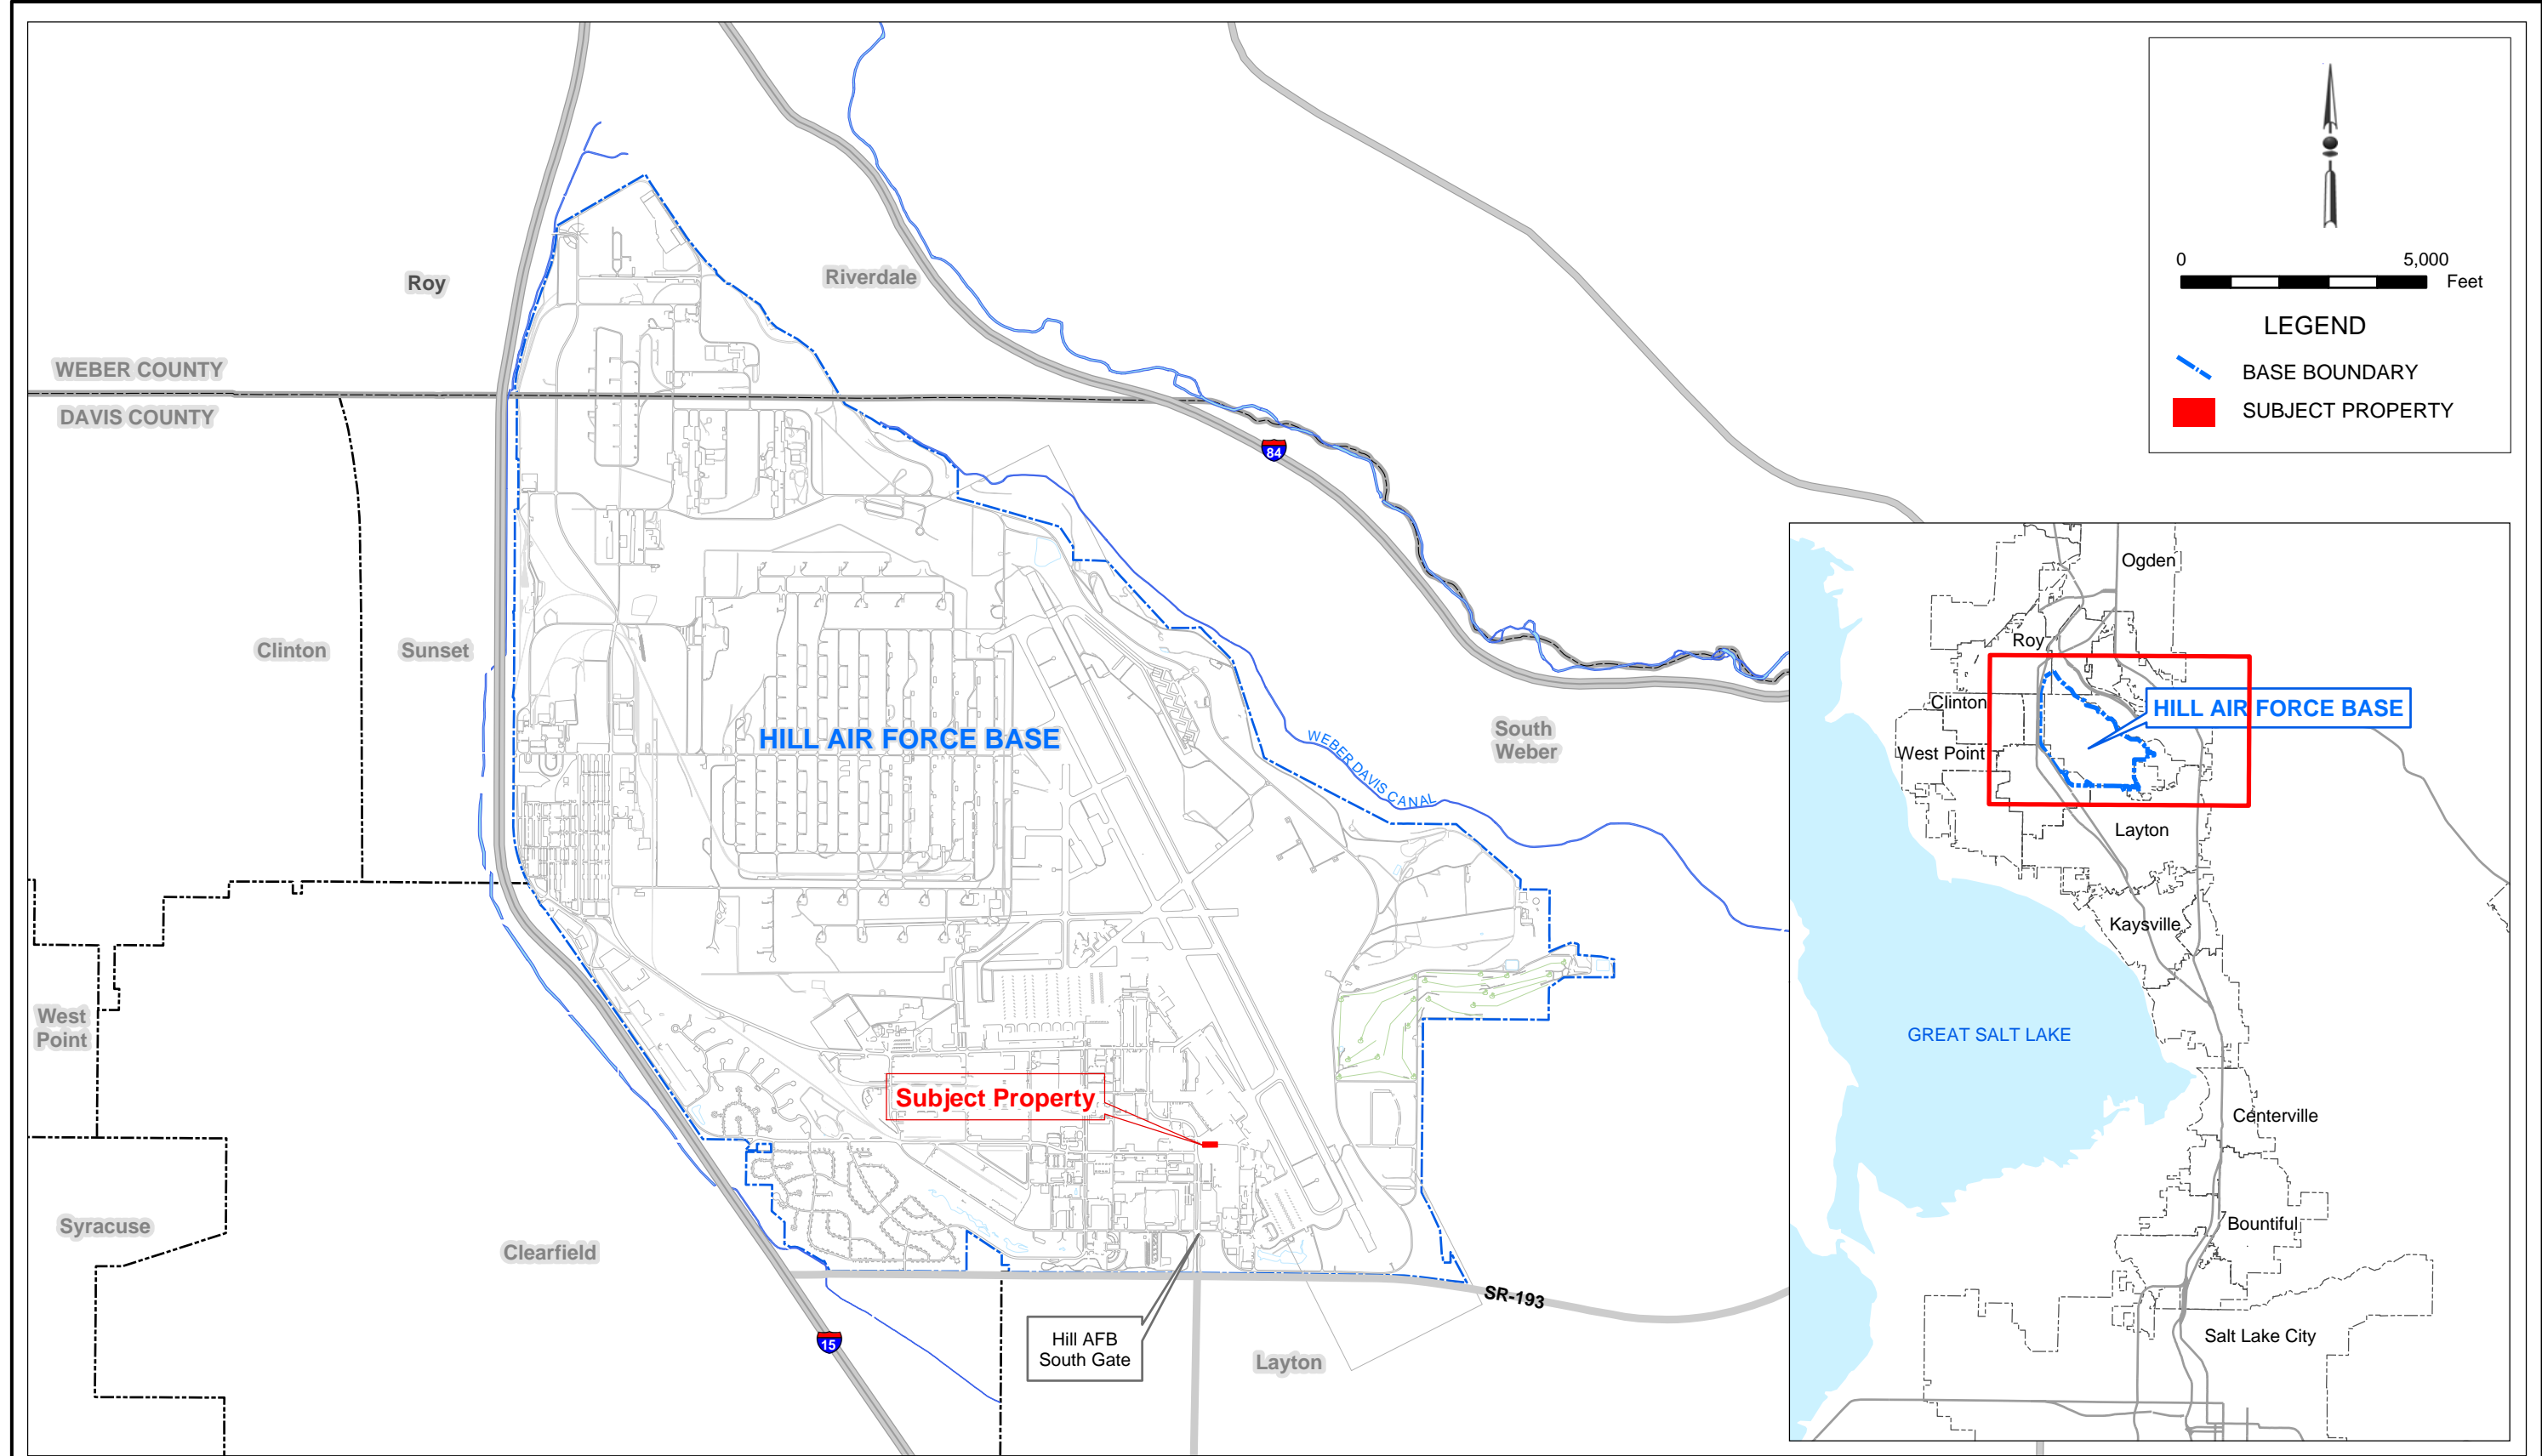 Roy
Riverdale
WEBER COUNTY
DAVIS COUNTY
84
Clinton
Sunset
HILL AIR FORCE BASE
South
Weber
WEBER DAVIS CANAL
West
Point
Subject Property
Syracuse
Clearfield
SR-193
15
Hill AFB
South Gate
Layton
0
5,000
Feet
LEGEND
BASE BOUNDARY
SUBJECT PROPERTY
Ogden
Roy
Clinton
HILL AIR FORCE BASE
West Point
Layton
Kaysville
GREAT SALT LAKE
Centerville
Bountiful
Salt Lake City